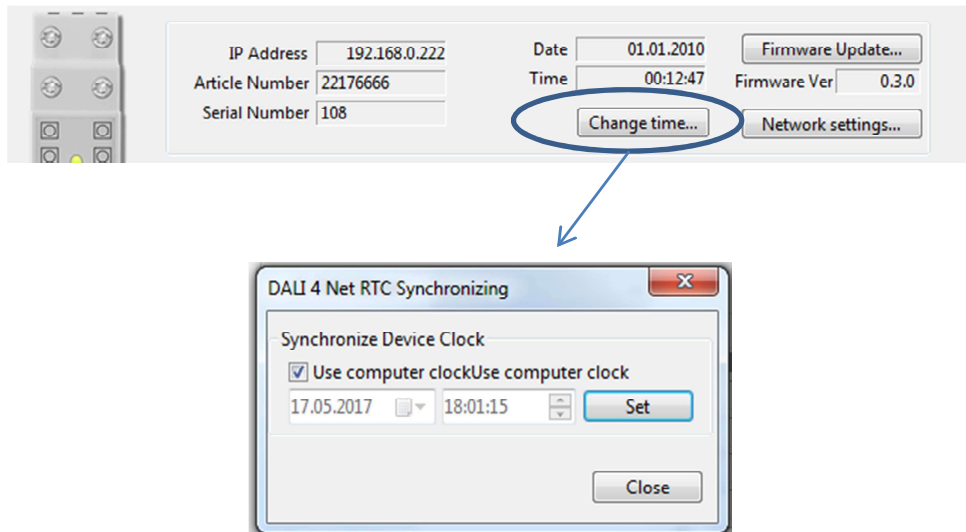 IP Address 192.168.0.222 Date 01.01.2010 Firmware Update...
Article Number 22176666 Time 00:12:47 Firmware Ver 0.3.0
Serial Number 108 Change time... Network settings...
DALI 4 Net RTC Synchronizing
Synchronize Device Clock
Use computer clockUse computer clock
17.05.2017 18:01:15 Set
Close